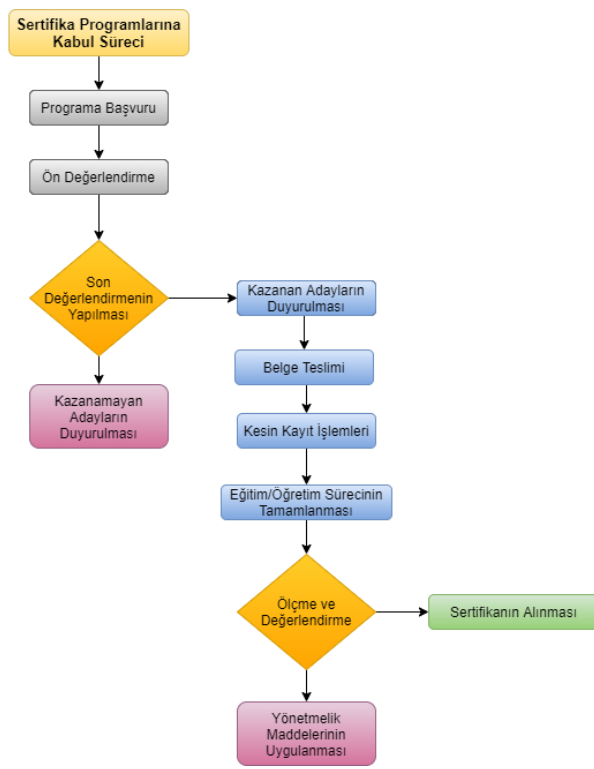 Sertifika Programlarına
Kabul Süreci
Programa Başvuru
Ön Değerlendirme
Son
Değerlendirmenin
Yapılması
Kazanan Adayların
Duyurulması
Belge Teslimi
Kazanamayan
Adayların
Duyurulması
Kesin Kayıt İşlemleri
Eğitim/Öğretim Sürecinin
Tamamlanması
Ölçme ve
Değerlendirme
Sertifikanın Alınması
Yönetmelik
Maddelerinin
Uygulanması